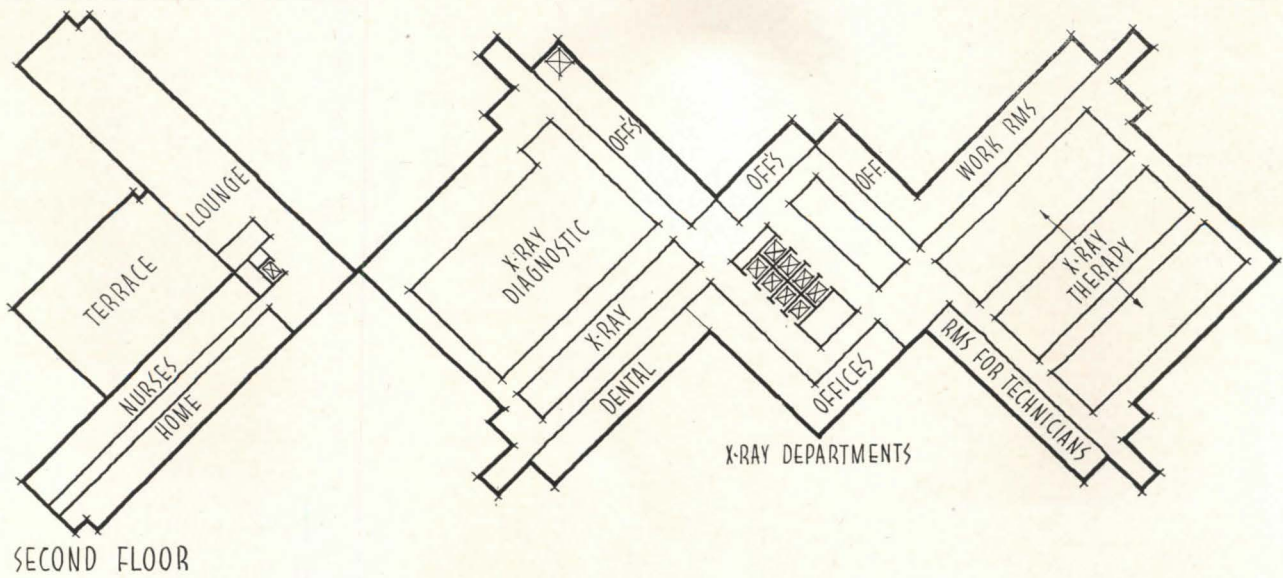 LOUNGE
TERRACE
NURSES
HOME
OFF'S
X-RAY
DIAGNOSTIC
X-RAY
DENTAL
OFF'S
OFF.
OFFICES
WORK RMS
X-RAY
THERAPY
RMS FOR TECHNICIANS
X-RAY DEPARTMENTS
SECOND FLOOR